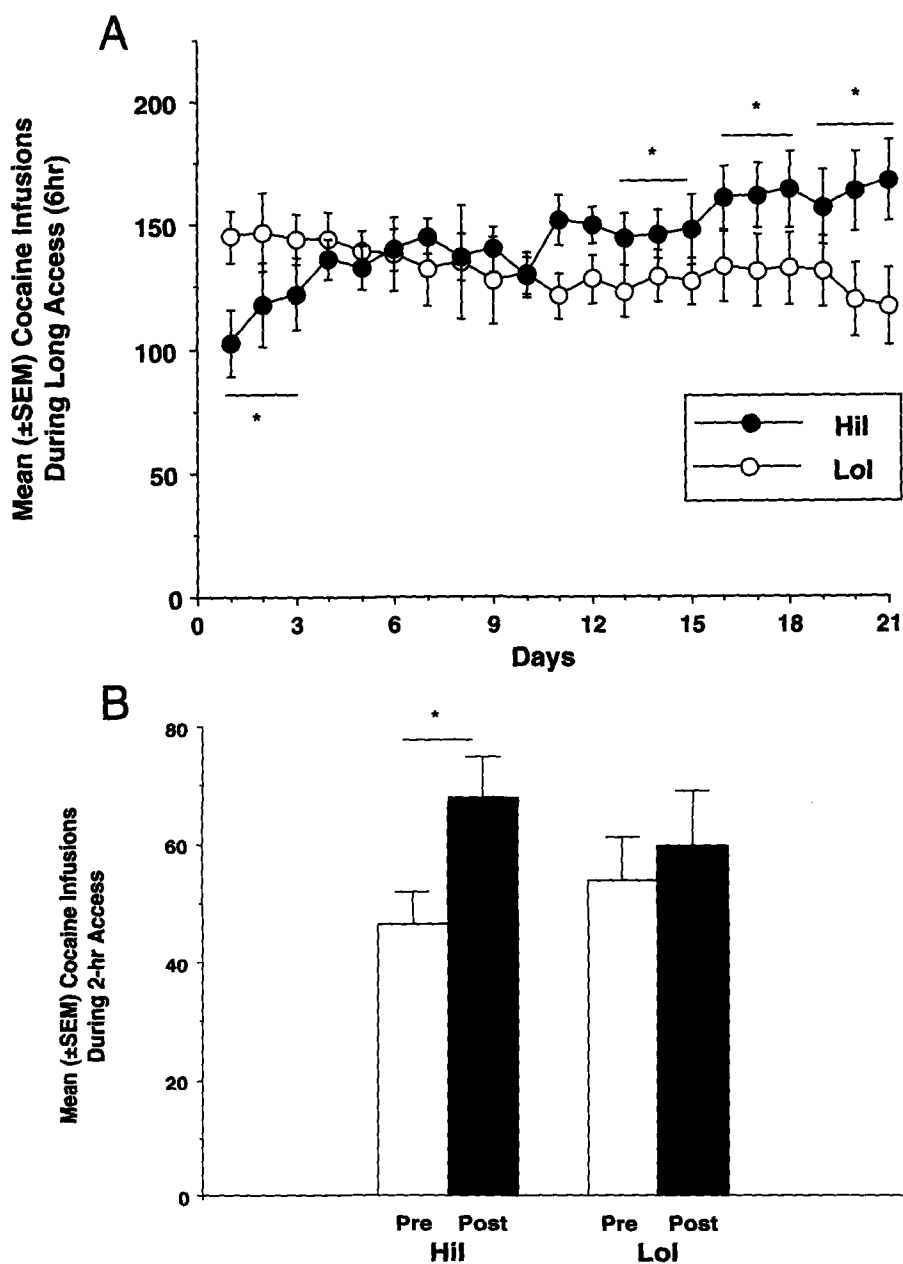 A
Mean (±SEM) Cocaine Infusions
During Long Access (6hr)
200
150
100
50
0
*
*
*
*
HiI
LoI
0 3 6 9 12 15 18 21
Days
B
Mean (±SEM) Cocaine Infusions
During 2-hr Access
80
60
40
20
0
*
Pre Post Pre Post
HiI LoI